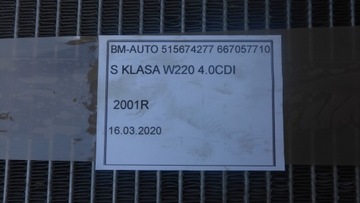 BM-AUTO 515674277 667057710
S KLASA W220 4.0CDI
2001R
16.03.2020